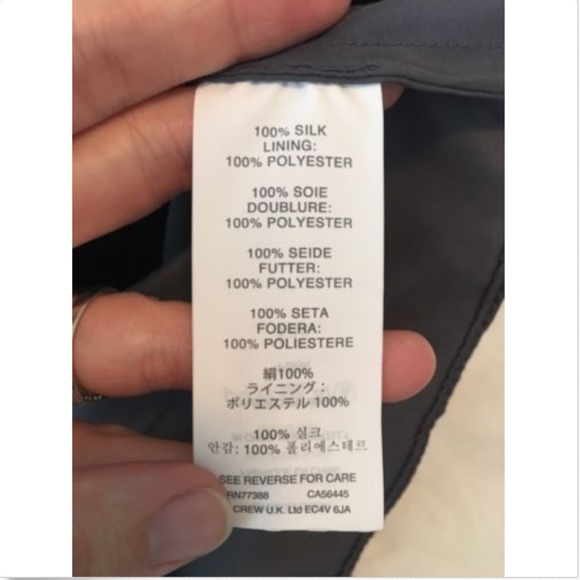 100% SILK
LINING:
100% POLYESTER
100% SOIE
DOUBLURE:
100% POLYESTER
100% SEIDE
FUTTER:
100% POLYESTER
100% SETA
FODERA:
100% POLIESTERE
絹100%
ライニング:
ポリエステル 100%
100% 실크
안감: 100% 폴리에스테르
SEE REVERSE FOR CARE
RN77388 CA56445
CREW U.K. Ltd EC4V 6JA